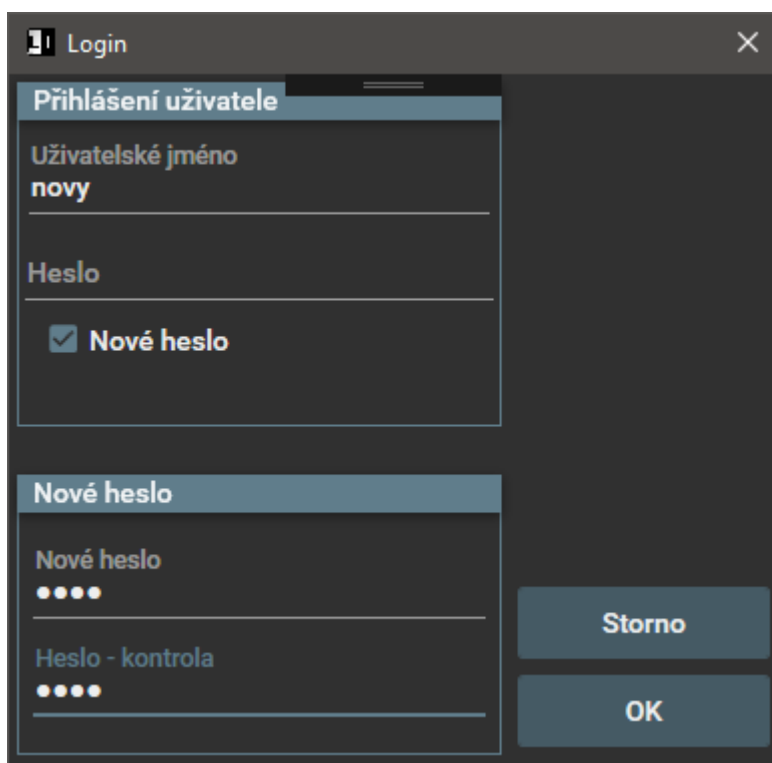 Login
Přihlášení uživatele
Uživatelské jméno
novy
Heslo
Nové heslo
Nové heslo
Nové heslo
••••
Heslo - kontrola
••••
Storno
OK